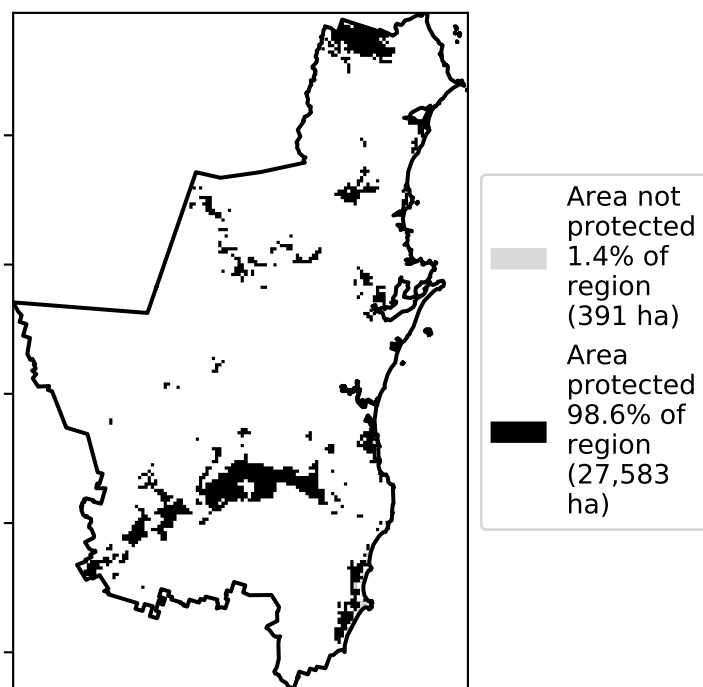 Area not
protected
1.4% of
region
(391 ha)
Area
protected
98.6% of
region
(27,583
ha)